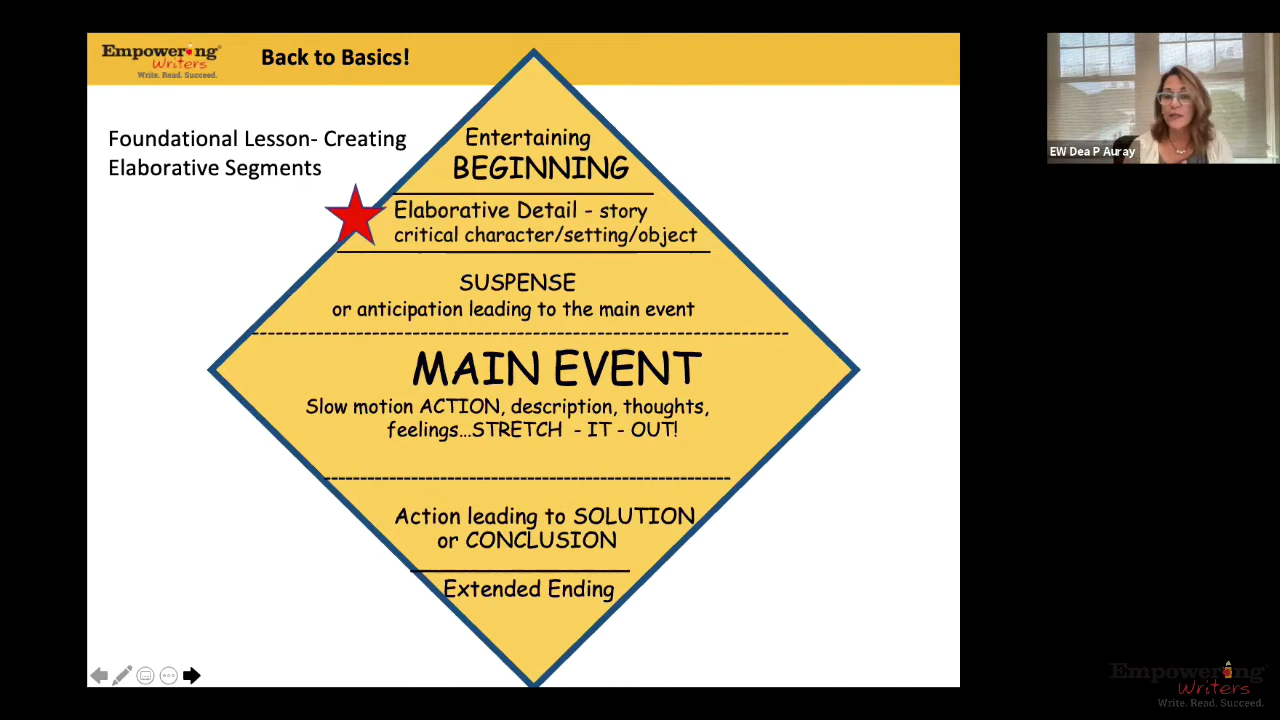 Empowering
Writers
Write. Read. Succeed.
Back to Basics!
Foundational Lesson- Creating
Elaborative Segments
Entertaining
BEGINNING
Elaborative Detail - story
critical character/setting/object
SUSPENSE
or anticipation leading to the main event
MAIN EVENT
Slow motion ACTION, description, thoughts,
feelings...STRETCH - IT - OUT!
Action leading to SOLUTION
or CONCLUSION
Extended Ending
EW Dea P Auray
Empowering
Writers
Write. Read. Succeed.